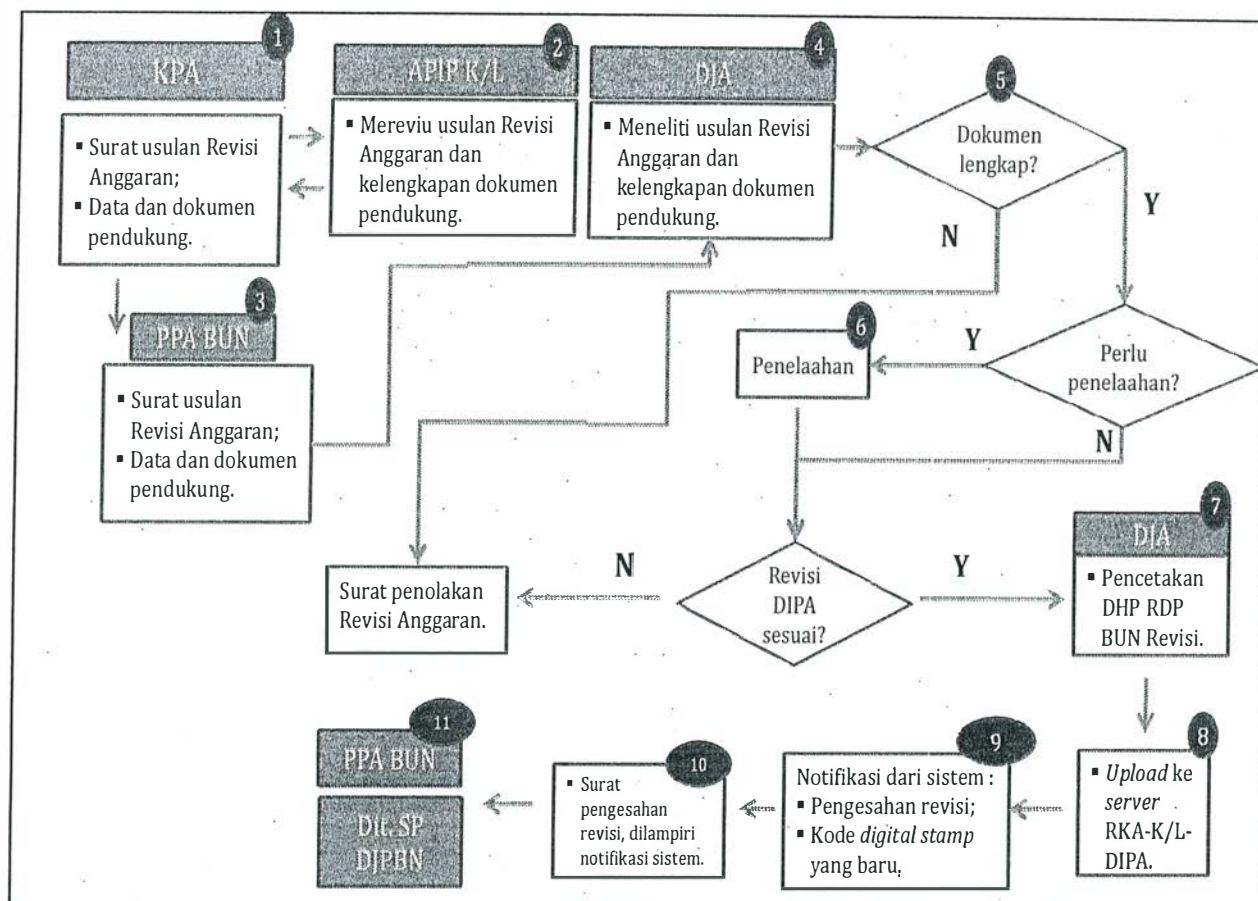 1
KPA
▪ Surat usulan Revisi
Anggaran;
▪ Data dan dokumen
pendukung.
2
APIP K/L
▪ Mereviu usulan Revisi
Anggaran dan
kelengkapan dokumen
pendukung.
3
PPA BUN
▪ Surat usulan
Revisi Anggaran;
▪ Data dan dokumen
pendukung.
4
DJA
▪ Meneliti usulan Revisi
Anggaran dan
kelengkapan dokumen
pendukung.
5
Dokumen
lengkap?
Y
N
Perlu
penelaahan?
Y
N
6
Penelaahan
Revisi
DIPA
sesuai?
N
Y
Surat penolakan
Revisi Anggaran.
7
DJA
▪ Pencetakan
DHP RDP
BUN Revisi.
8
▪ Upload ke
server
RKA-K/L-
DIPA.
9
Notifikasi dari sistem :
▪ Pengesahan revisi;
▪ Kode digital stamp
yang baru.
10
▪ Surat
pengesahan
revisi, dilampiri
notifikasi sistem.
11
PPA BUN
Dit. SP
DJPBN